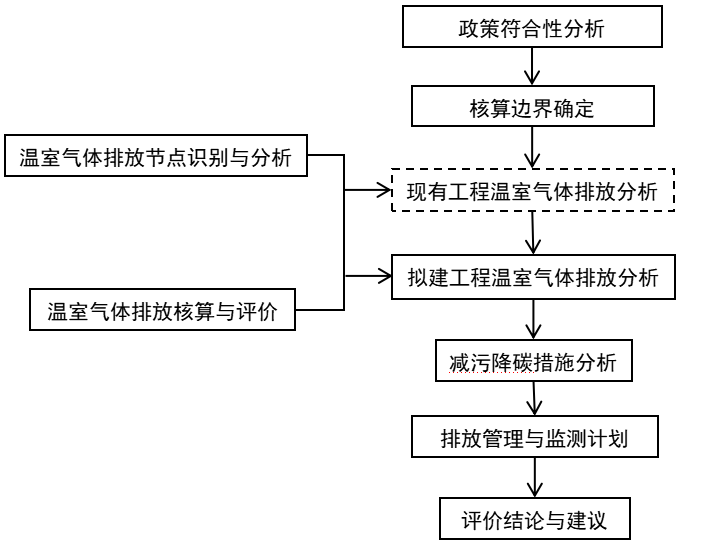 政策符合性分析
核算边界确定
温室气体排放节点识别与分析
现有工程温室气体排放分析
拟建工程温室气体排放分析
温室气体排放核算与评价
减污降碳措施分析
排放管理与监测计划
评价结论与建议